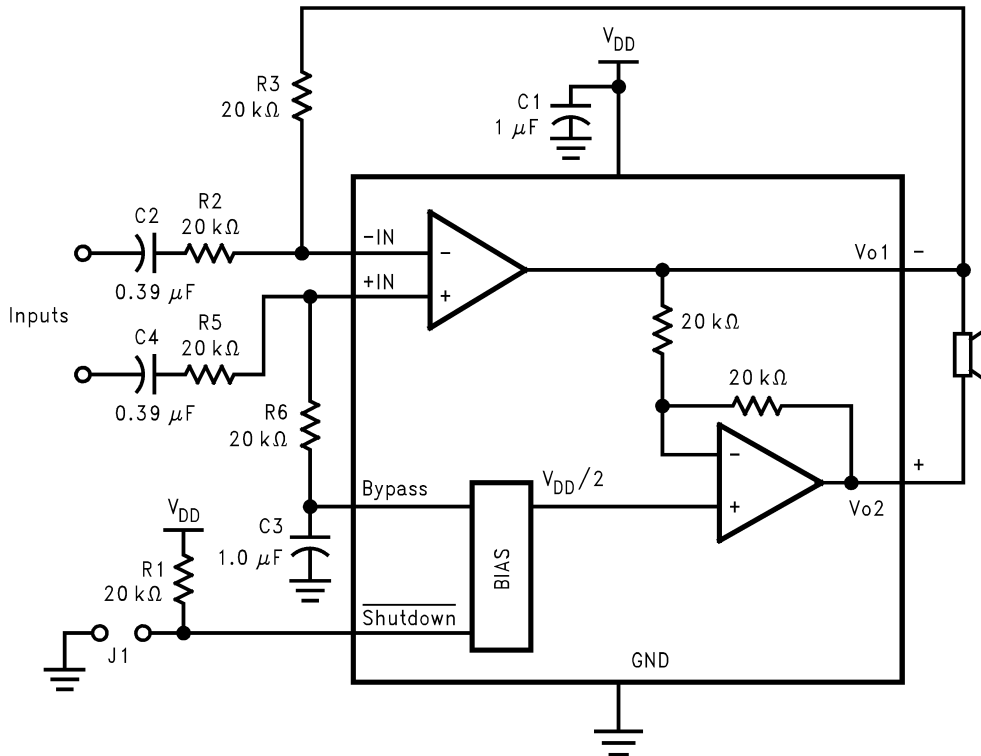 V_DD
R3
20 kΩ
C1
1 µF
C2
R2
20 kΩ
0.39 µF
-IN
-
+IN
+
Vo1 -
Inputs
C4
R5
20 kΩ
0.39 µF
20 kΩ
20 kΩ
R6
20 kΩ
-
+
Bypass
V_DD/2
+
Vo2
V_DD
C3
1.0 µF
R1
20 kΩ
BIAS
Shutdown
J1
GND